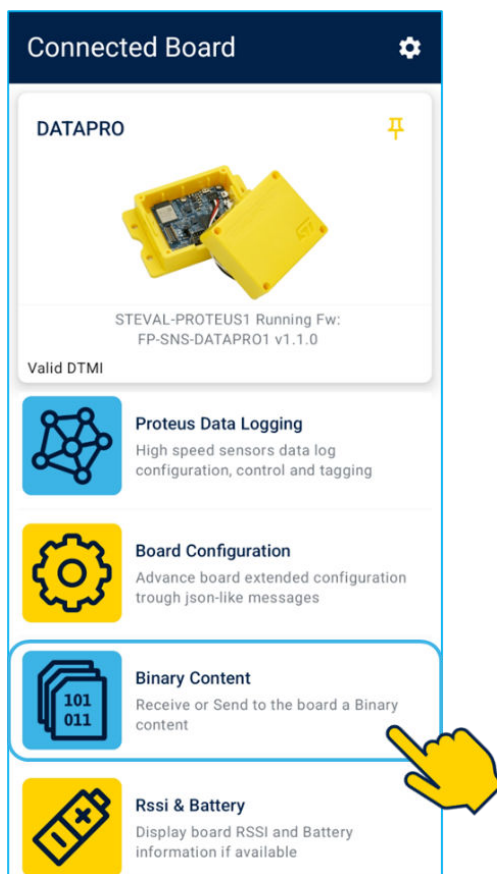 Connected Board
DATAPRO
STEVAL-PROTEUS1 Running Fw:
FP-SNS-DATAPRO1 v1.1.0
Valid DTMI
Proteus Data Logging
High speed sensors data log
configuration, control and tagging
Board Configuration
Advance board extended configuration
trough json-like messages
101
011
Binary Content
Receive or Send to the board a Binary
content
Rssi & Battery
Display board RSSI and Battery
information if available